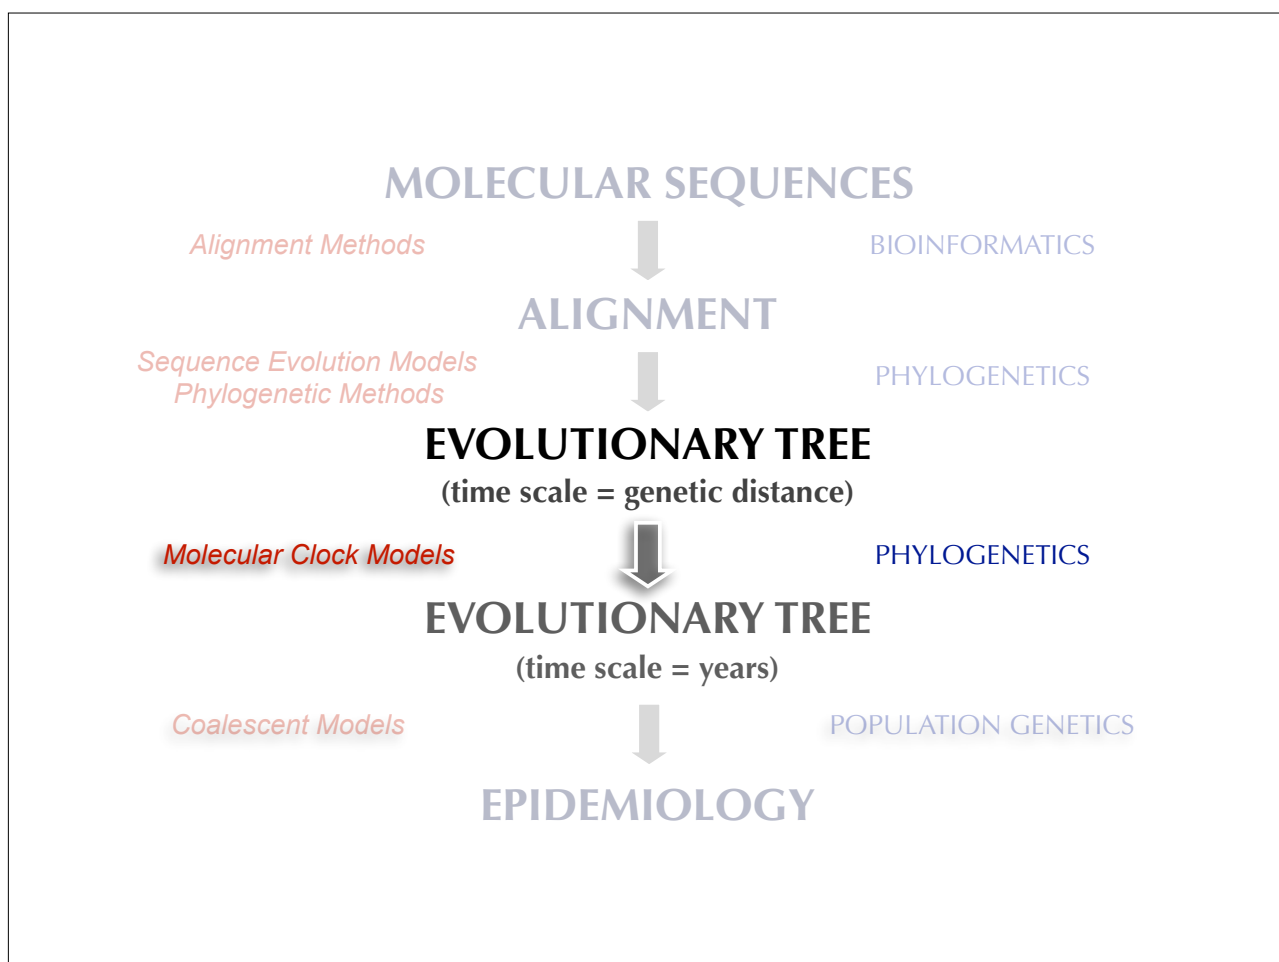 MOLECULAR SEQUENCES
Alignment Methods
BIOINFORMATICS
ALIGNMENT
Sequence Evolution Models
Phylogenetic Methods
PHYLOGENETICS
EVOLUTIONARY TREE
(time scale = genetic distance)
Molecular Clock Models
PHYLOGENETICS
EVOLUTIONARY TREE
(time scale = years)
Coalescent Models
POPULATION GENETICS
EPIDEMIOLOGY